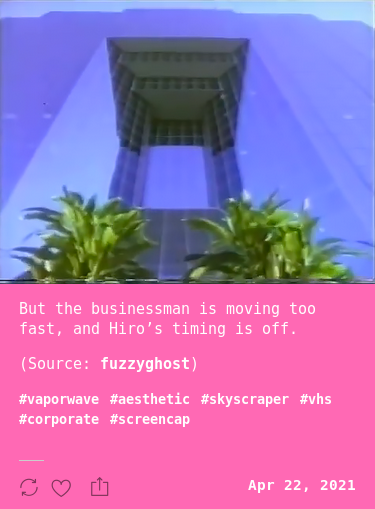 But the businessman is moving too
fast, and Hiro’s timing is off.
(Source: fuzzyghost)
#vaporwave #aesthetic #skyscraper #vhs
#corporate #screencap
Apr 22, 2021